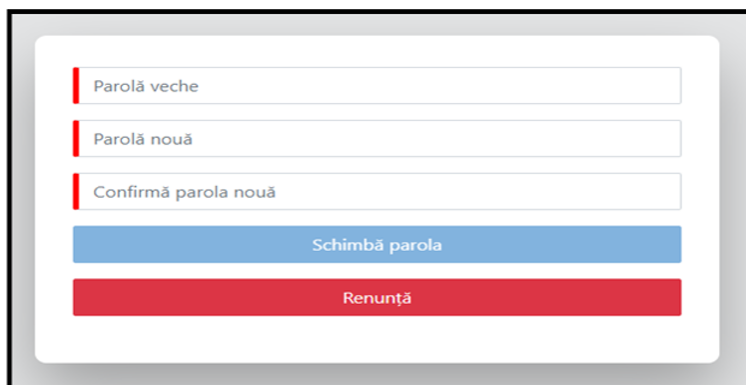 Parolă veche
Parolă nouă
Confirmă parola nouă
Schimbă parola
Renunță